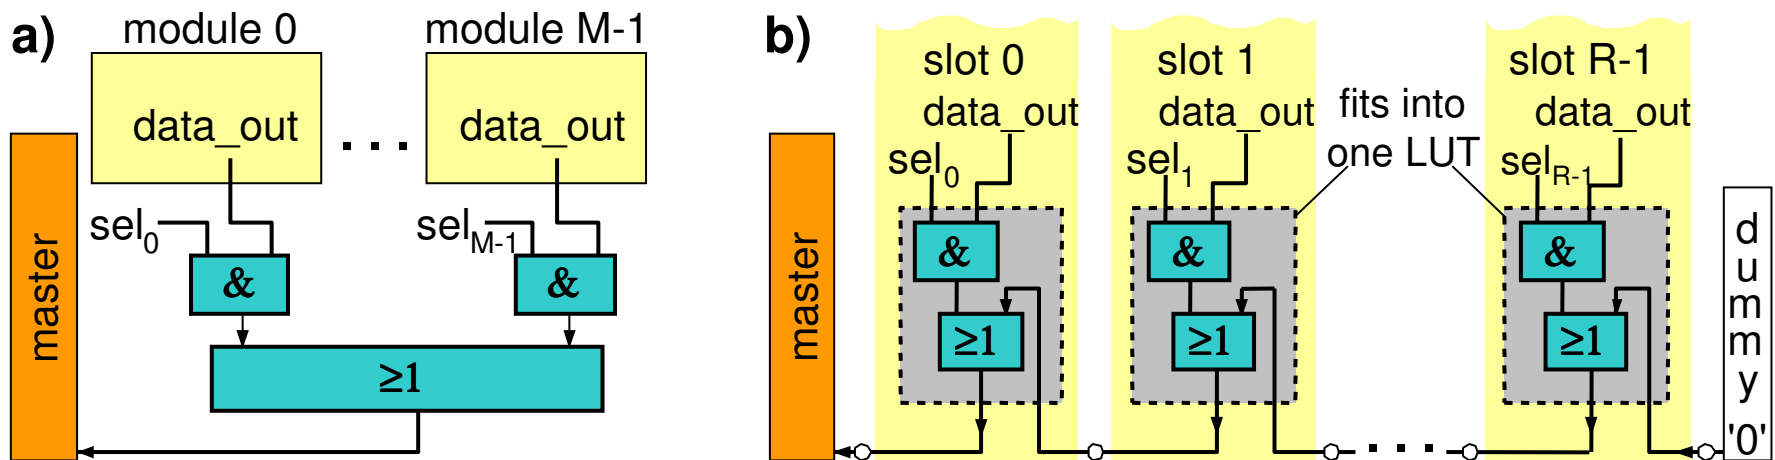 a)
module 0
module M-1
data_out
. . .
data_out
master
sel0
selM-1
&
&
≥1
b)
slot 0
slot 1
slot R-1
data_out
data_out
data_out
fits into
one LUT
master
sel0
sel1
selR-1
&
&
&
≥1
≥1
≥1
. . . .
dummy '0'